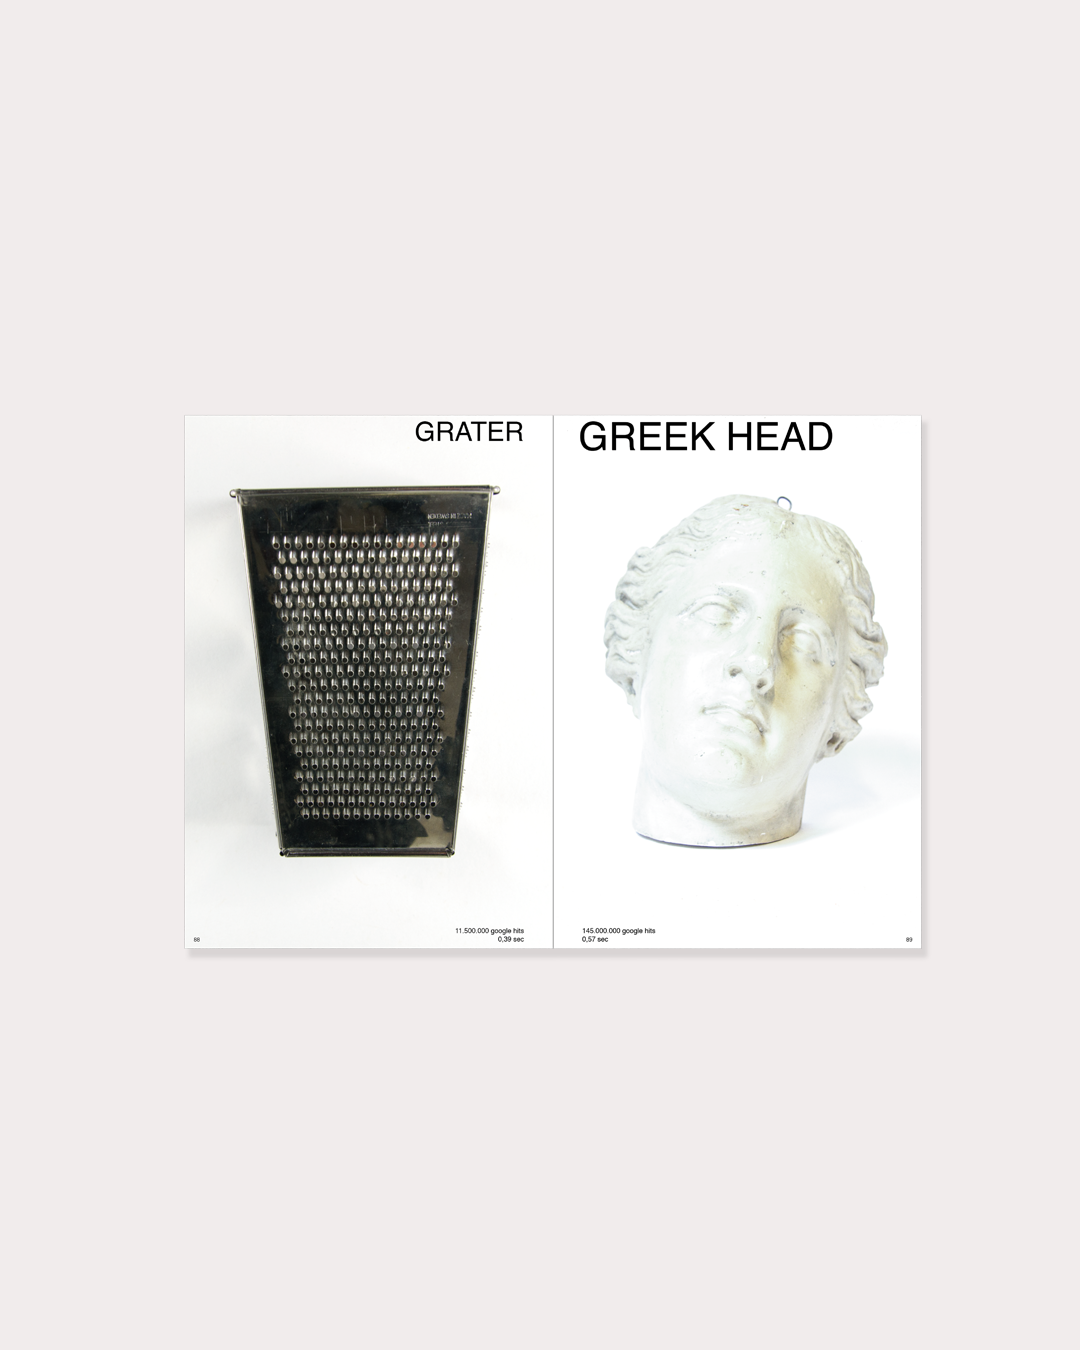 GRATER
11.500.000 google hits
0,39 sec
88
GREEK HEAD
145.000.000 google hits
0,57 sec
89